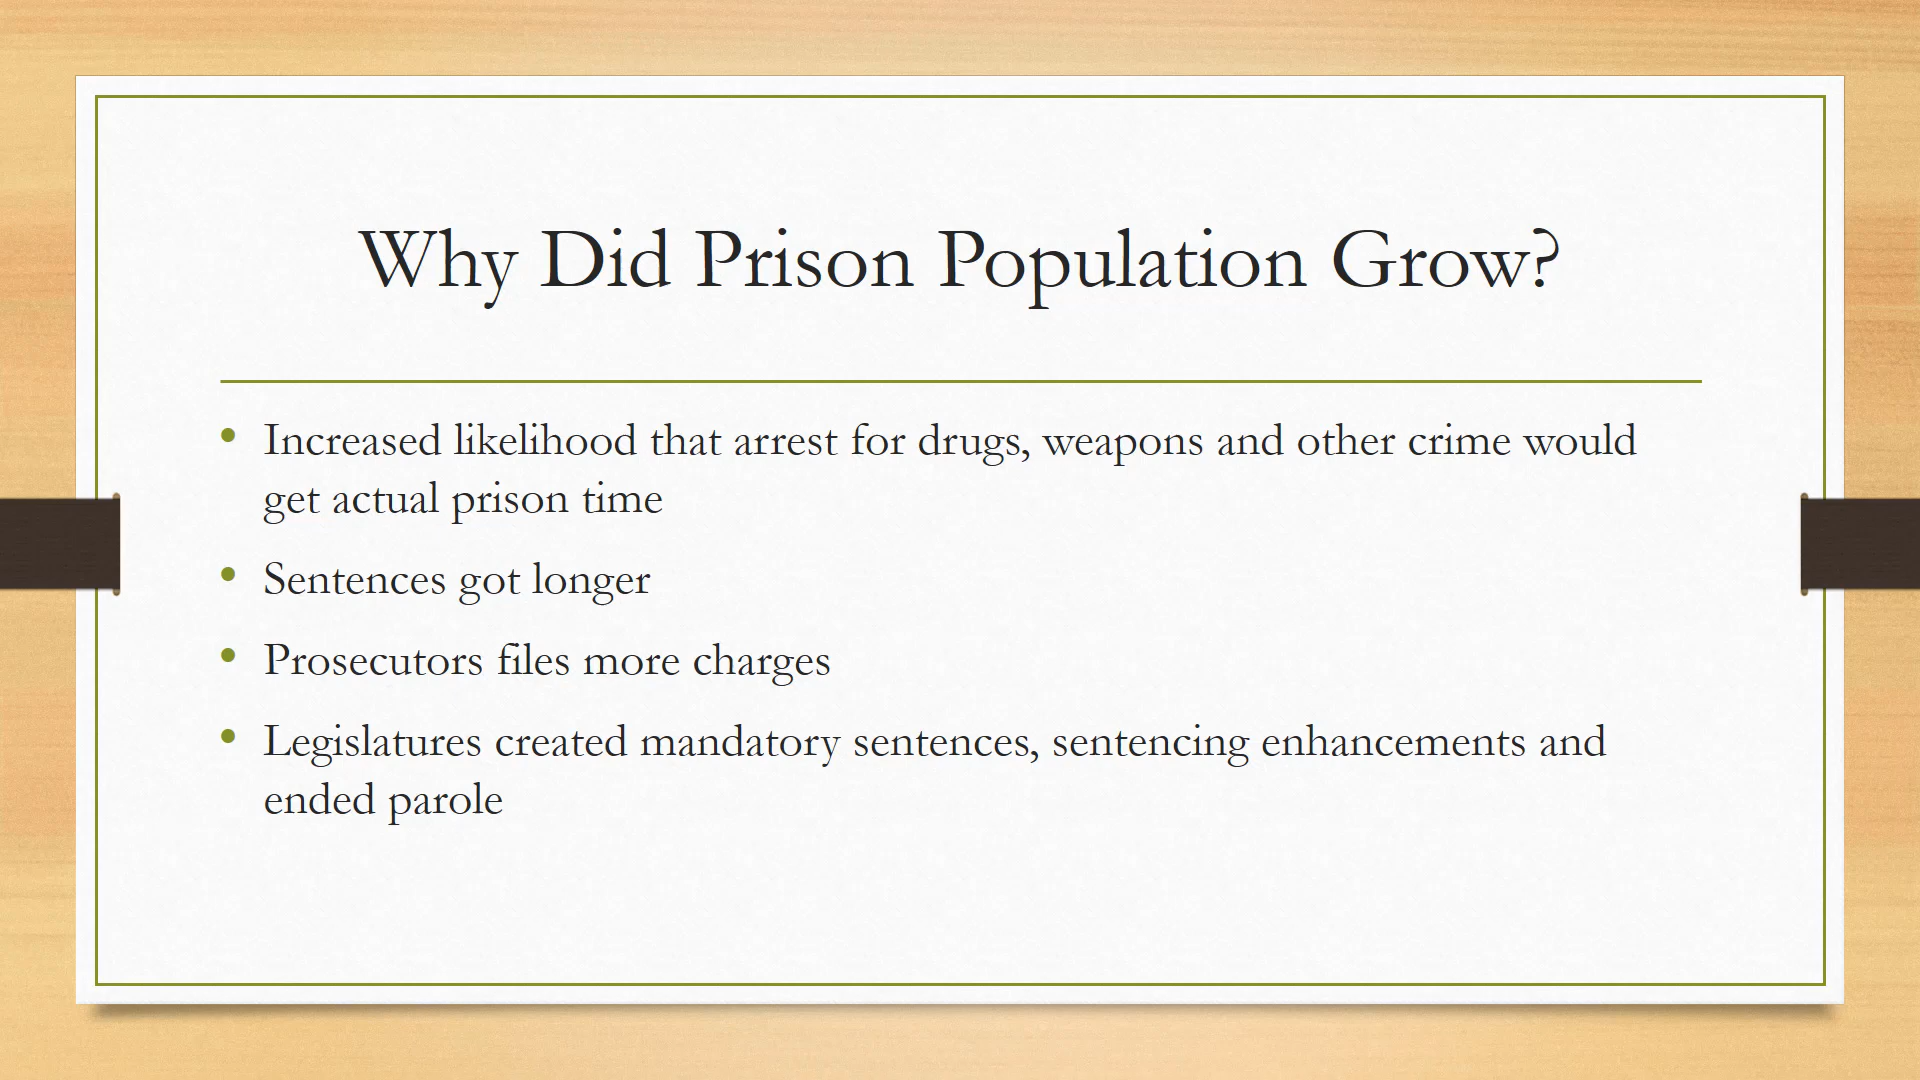 Why Did Prison Population Grow?
• Increased likelihood that arrest for drugs, weapons and other crime would
get actual prison time
• Sentences got longer
• Prosecutors files more charges
• Legislatures created mandatory sentences, sentencing enhancements and
ended parole